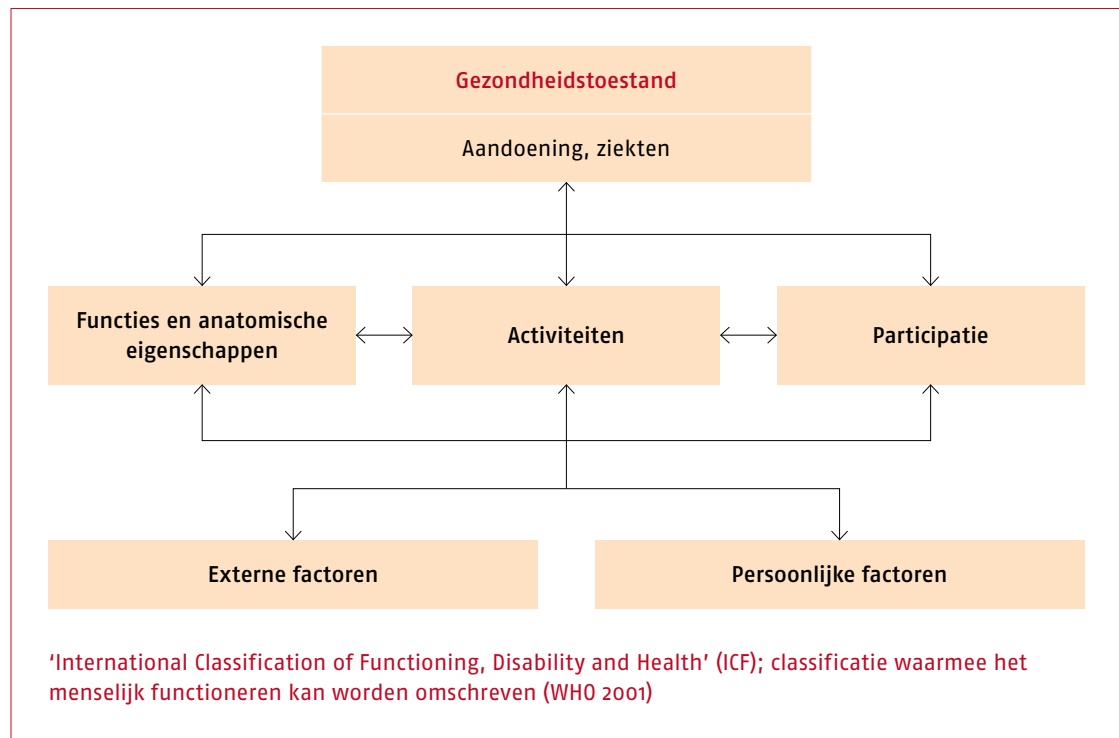 Gezondheidstoestand
Aandoening, ziekten
Functies en anatomische
eigenschappen
Activiteiten
Participatie
Externe factoren
Persoonlijke factoren
‘International Classification of Functioning, Disability and Health’ (ICF); classificatie waarmee het
menselijk functioneren kan worden omschreven (WHO 2001)